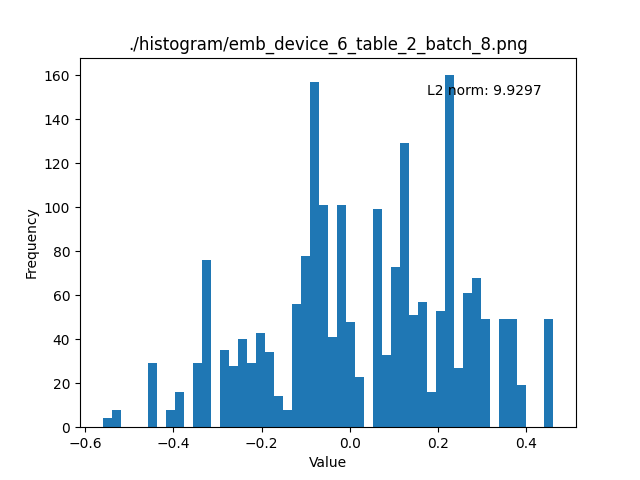 ./histogram/emb_device_6_table_2_batch_8.png
L2 norm: 9.9297
Frequency
160
140
120
100
80
60
40
20
0
−0.6 −0.4 −0.2 0.0 0.2 0.4
Value